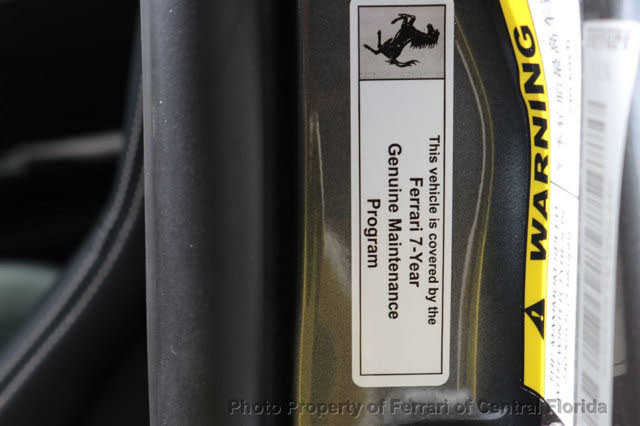 This vehicle is covered by the
Ferrari 7-Year
Genuine Maintenance
Program
WARNING
Photo Property of Ferrari of Central Florida